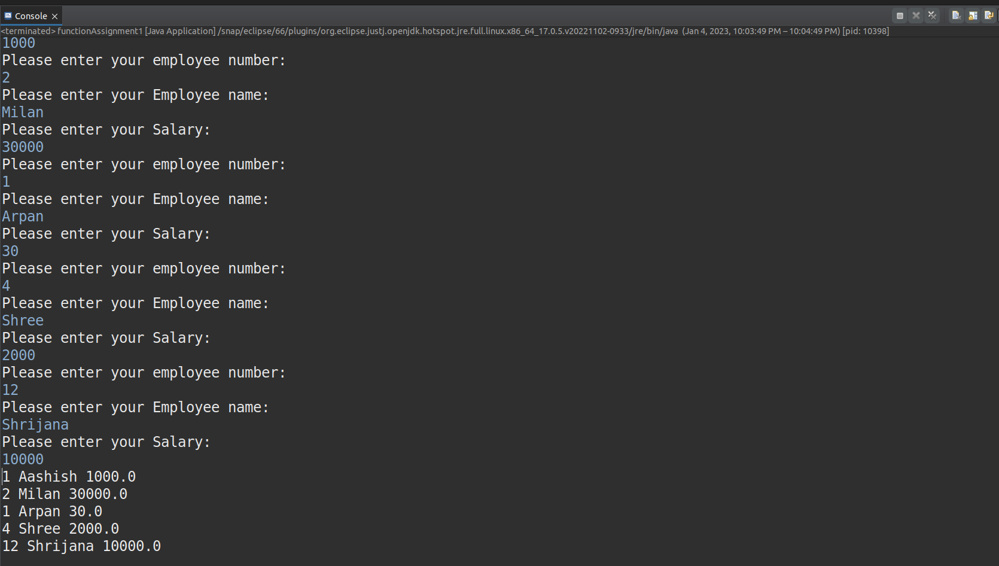 Console
<terminated> functionAssignment1 [Java Application] /snap/eclipse/66/plugins/org.eclipse.justj.openjdk.hotspot.jre.full.linux.x86_64_17.0.5.v20221102-0933/jre/bin/java (Jan 4, 2023, 10:03:49 PM – 10:04:49 PM) [pid: 10398]
1000
Please enter your employee number:
2
Please enter your Employee name:
Milan
Please enter your Salary:
30000
Please enter your employee number:
1
Please enter your Employee name:
Arpan
Please enter your Salary:
30
Please enter your employee number:
4
Please enter your Employee name:
Shree
Please enter your Salary:
2000
Please enter your employee number:
12
Please enter your Employee name:
Shrijana
Please enter your Salary:
10000
1 Aashish 1000.0
2 Milan 30000.0
1 Arpan 30.0
4 Shree 2000.0
12 Shrijana 10000.0